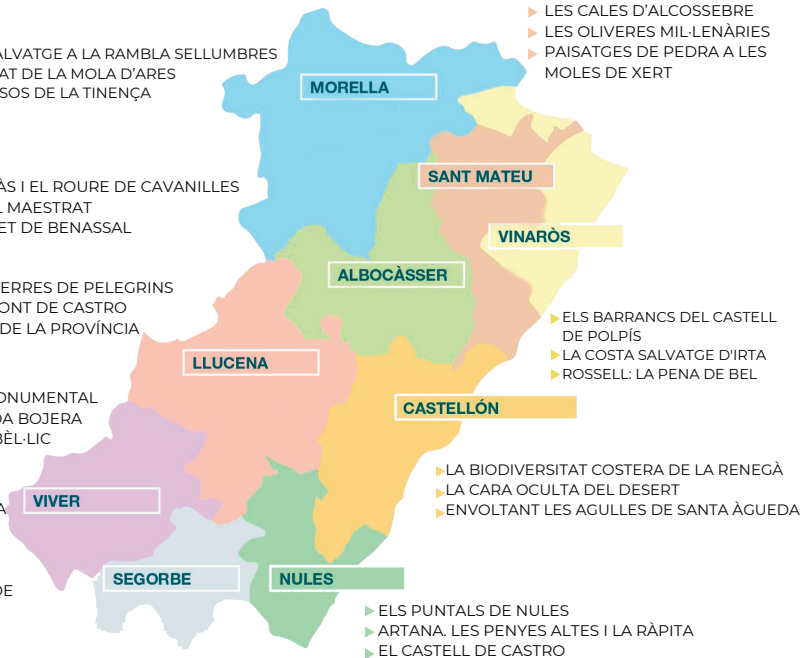 LES CALES D'ALCOSSEBRE
LES OLIVERES MIL·LENÀRIES
PAISATGES DE PEDRA A LES
MOLES DE XERT
ALVATGE A LA RAMBLA SELLUMBRES
AT DE LA MOLA D'ARES
SOS DE LA TINENÇA
MORELLA
ÀS I EL ROURE DE CAVANILLES
L MAESTRAT
ET DE BENASSAL
SANT MATEU
VINARÒS
ALBOCÀSSER
ERRES DE PELEGRINS
ONT DE CASTRO
DE LA PROVÍNCIA
ELS BARRANCS DEL CASTELL
DE POLPÍS
LA COSTA SALVATGE D'IRTA
ROSSELL: LA PENA DE BEL
LLUCENA
ONUMENTAL
DA BOJERA
BÈL·LIC
CASTELLÓN
LA BIODIVERSITAT COSTERA DE LA RENEGÀ
LA CARA OCULTA DEL DESERT
ENVOLTANT LES AGULLES DE SANTA ÀGUEDA
VIVER
A
SEGORBE
NULES
DE
ELS PUNTALS DE NULES
ARTANA. LES PENYES ALTES I LA RÀPITA
EL CASTELL DE CASTRO